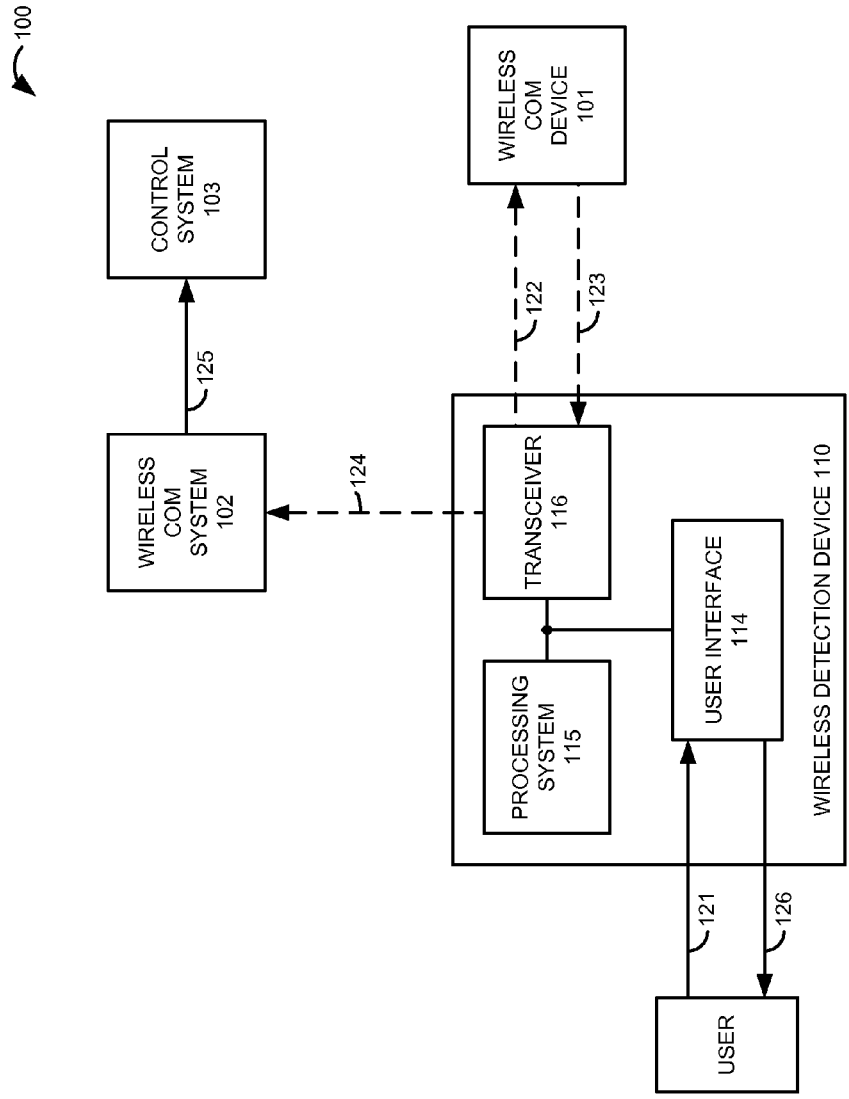 100
CONTROL
SYSTEM
103
WIRELESS
COM
DEVICE
101
125
122
123
WIRELESS
COM
SYSTEM
102
124
TRANSCEIVER
116
PROCESSING
SYSTEM
115
USER INTERFACE
114
WIRELESS DETECTION DEVICE 110
121
126
USER